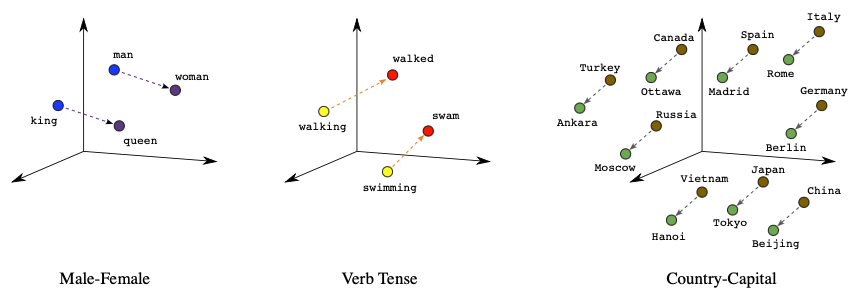 man
woman
king
queen
Male-Female
walked
walking
swam
swimming
Verb Tense
Italy
Canada
Spain
Turkey
Rome
Ottawa
Madrid
Germany
Ankara
Russia
Berlin
Moscow
Vietnam
Japan
China
Hanoi
Tokyo
Beijing
Country-Capital